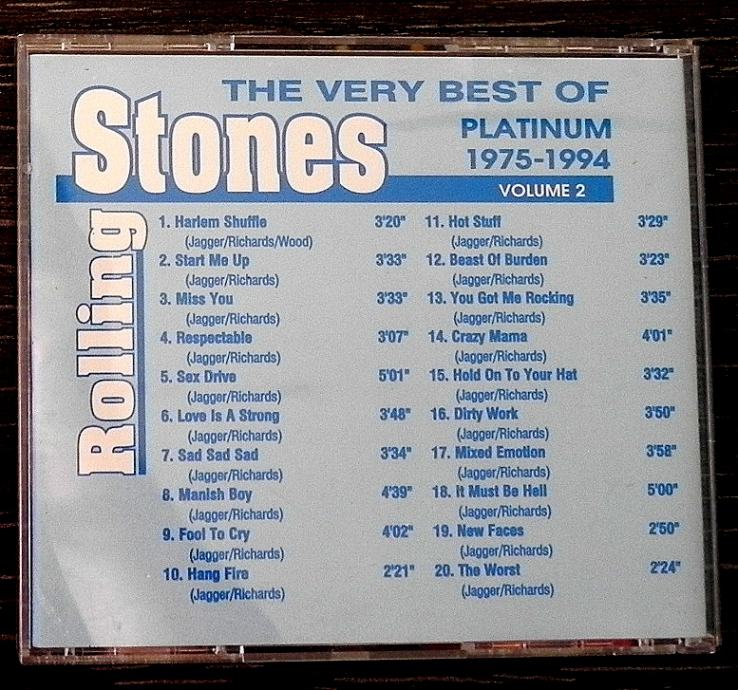 THE VERY BEST OF
Rolling Stones
PLATINUM
1975-1994
VOLUME 2
1. Harlem Shuffle 3'20"
(Jagger/Richards/Wood)
2. Start Me Up 3'33"
(Jagger/Richards)
3. Miss You 3'33"
(Jagger/Richards)
4. Respectable 3'07"
(Jagger/Richards)
5. Sex Drive 5'01"
(Jagger/Richards)
6. Love Is A Strong 3'48"
(Jagger/Richards)
7. Sad Sad Sad 3'34"
(Jagger/Richards)
8. Manish Boy 4'39"
(Jagger/Richards)
9. Fool To Cry 4'02"
(Jagger/Richards)
10. Hang Fire 2'21"
(Jagger/Richards)
11. Hot Stuff 3'29"
(Jagger/Richards)
12. Beast Of Burden 3'23"
(Jagger/Richards)
13. You Got Me Rocking 3'35"
(Jagger/Richards)
14. Crazy Mama 4'01"
(Jagger/Richards)
15. Hold On To Your Hat 3'32"
(Jagger/Richards)
16. Dirty Work 3'50"
(Jagger/Richards)
17. Mixed Emotion 3'58"
(Jagger/Richards)
18. It Must Be Hell 5'00"
(Jagger/Richards)
19. New Faces 2'50"
(Jagger/Richards)
20. The Worst 2'24"
(Jagger/Richards)